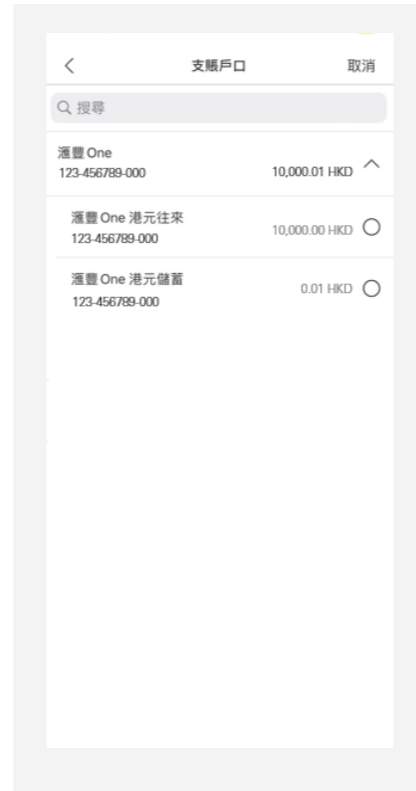 支賬戶口
取消
搜尋
滙豐 One
123-456789-000
10,000.01 HKD
滙豐 One 港元往來
123-456789-000
10,000.00 HKD
滙豐 One 港元儲蓄
123-456789-000
0.01 HKD